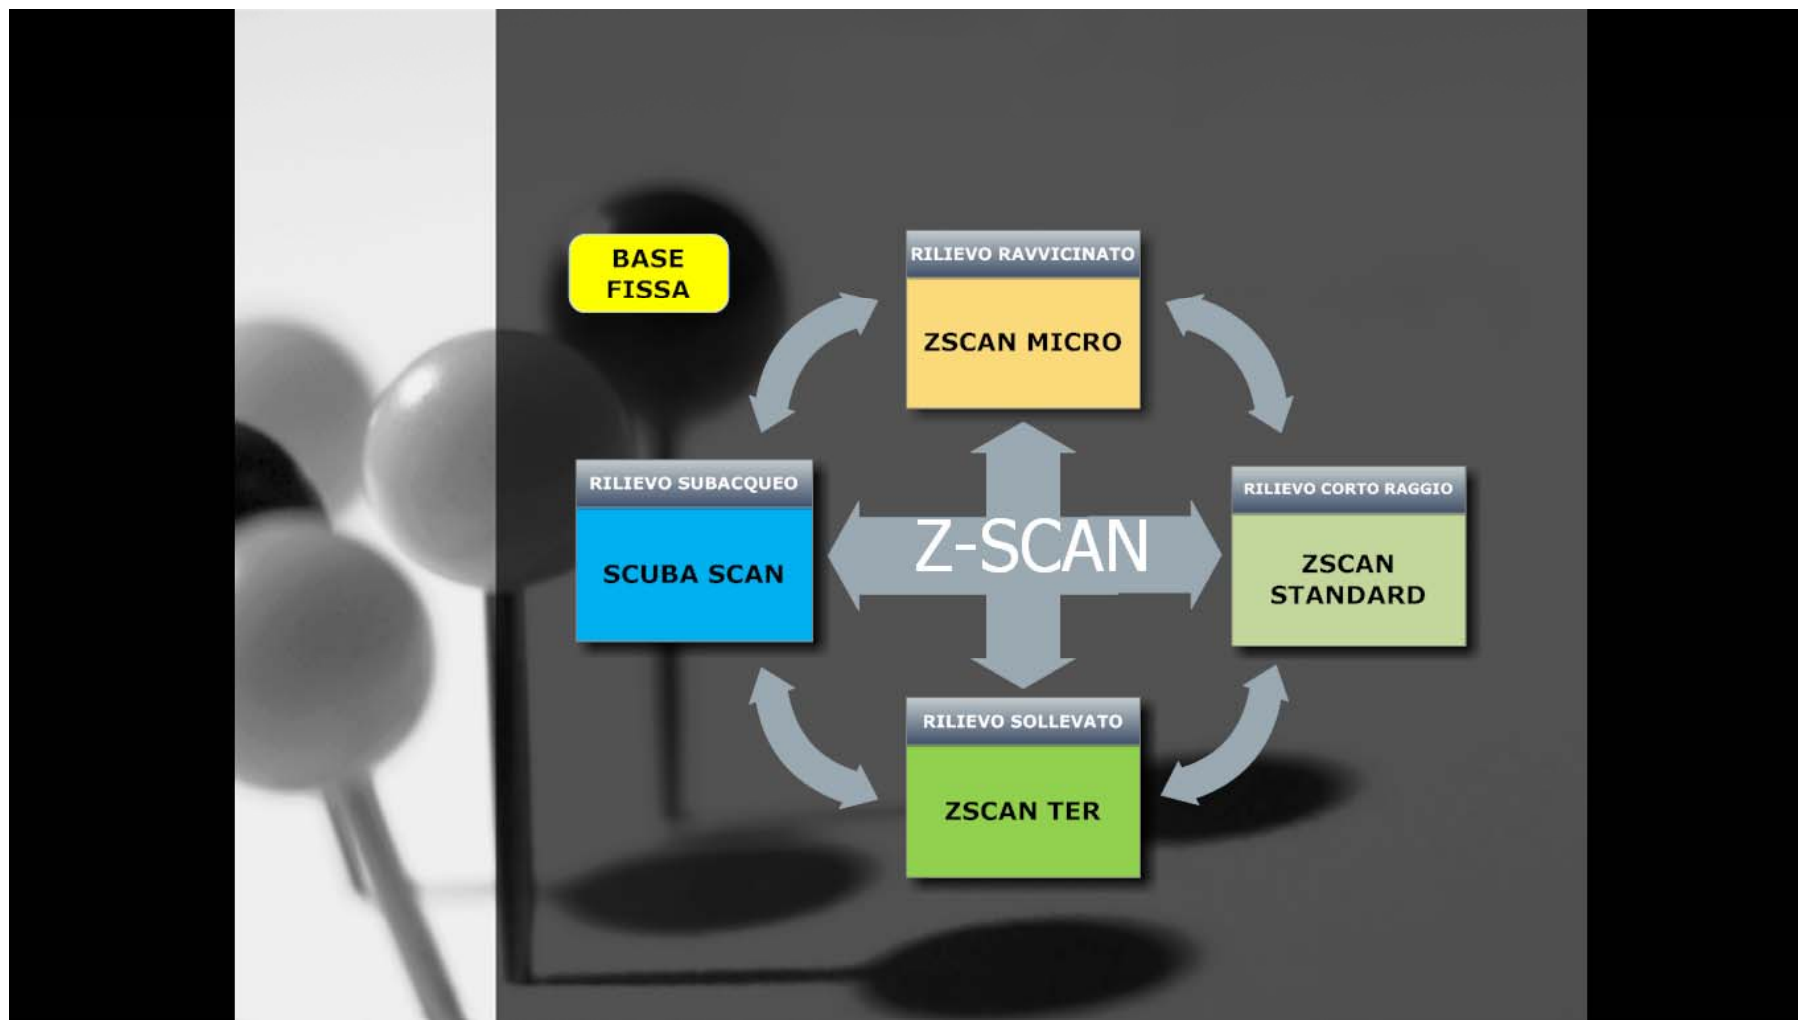 BASE
FISSA
RILIEVO RAVVICINATO
ZSCAN MICRO
RILIEVO SUBACQUEO
SCUBA SCAN
Z-SCAN
RILIEVO CORTO RAGGIO
ZSCAN
STANDARD
RILIEVO SOLLEVATO
ZSCAN TER